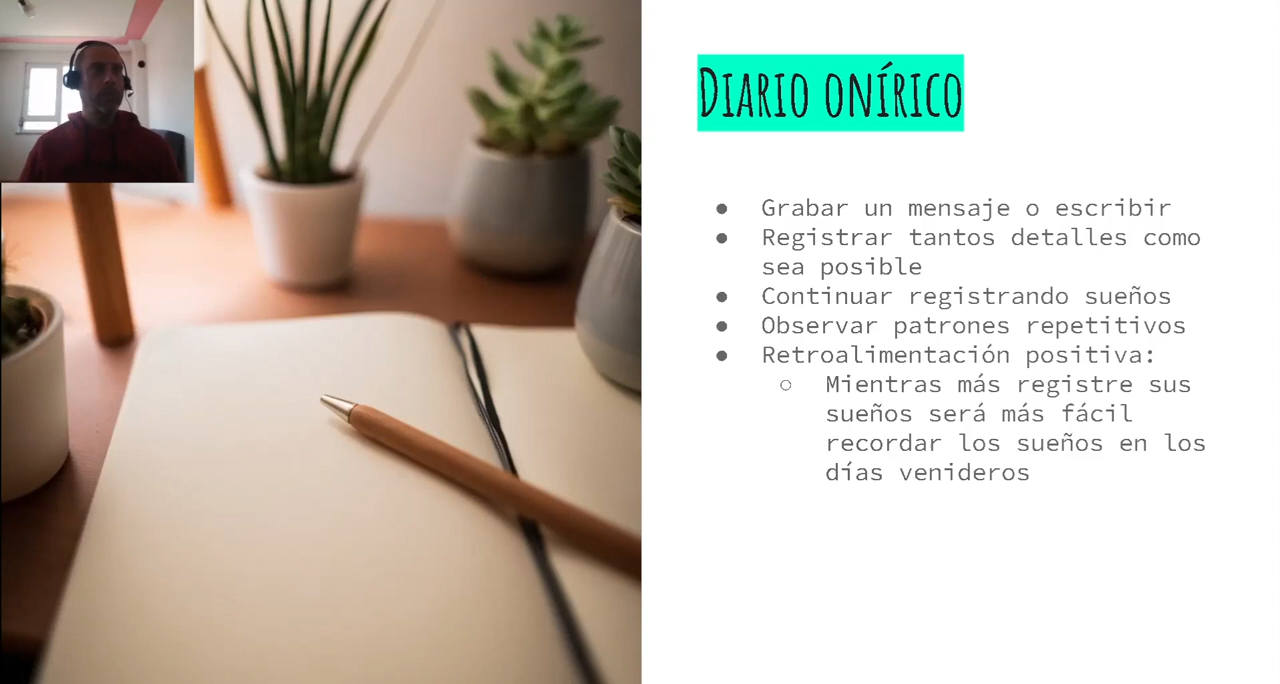 Diario onírico
● Grabar un mensaje o escribir
● Registrar tantos detalles como
sea posible
● Continuar registrando sueños
● Observar patrones repetitivos
● Retroalimentación positiva:
○ Mientras más registre sus
sueños será más fácil
recordar los sueños en los
días venideros